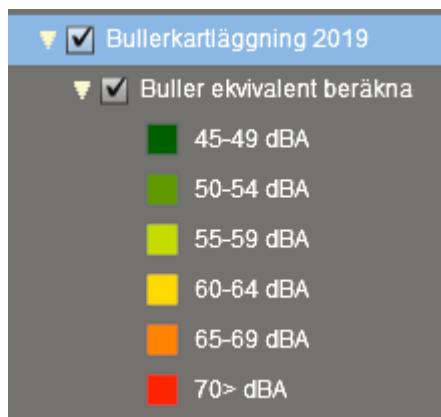 Bullerkartläggning 2019
Buller ekvivalent beräkna
45-49 dBA
50-54 dBA
55-59 dBA
60-64 dBA
65-69 dBA
70> dBA